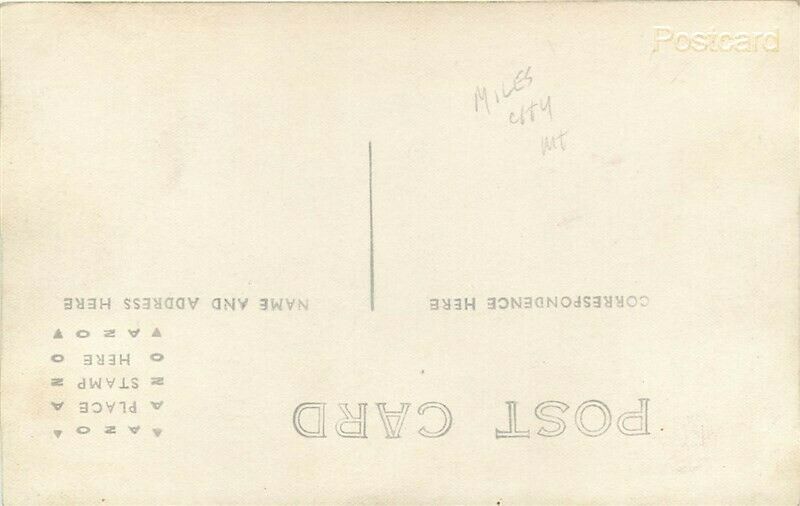 Postcard
MILES
CITY
MT
POST CARD
CORRESPONDENCE HERE
NAME AND ADDRESS HERE
AZO
PLACE
STAMP
HERE
AZO